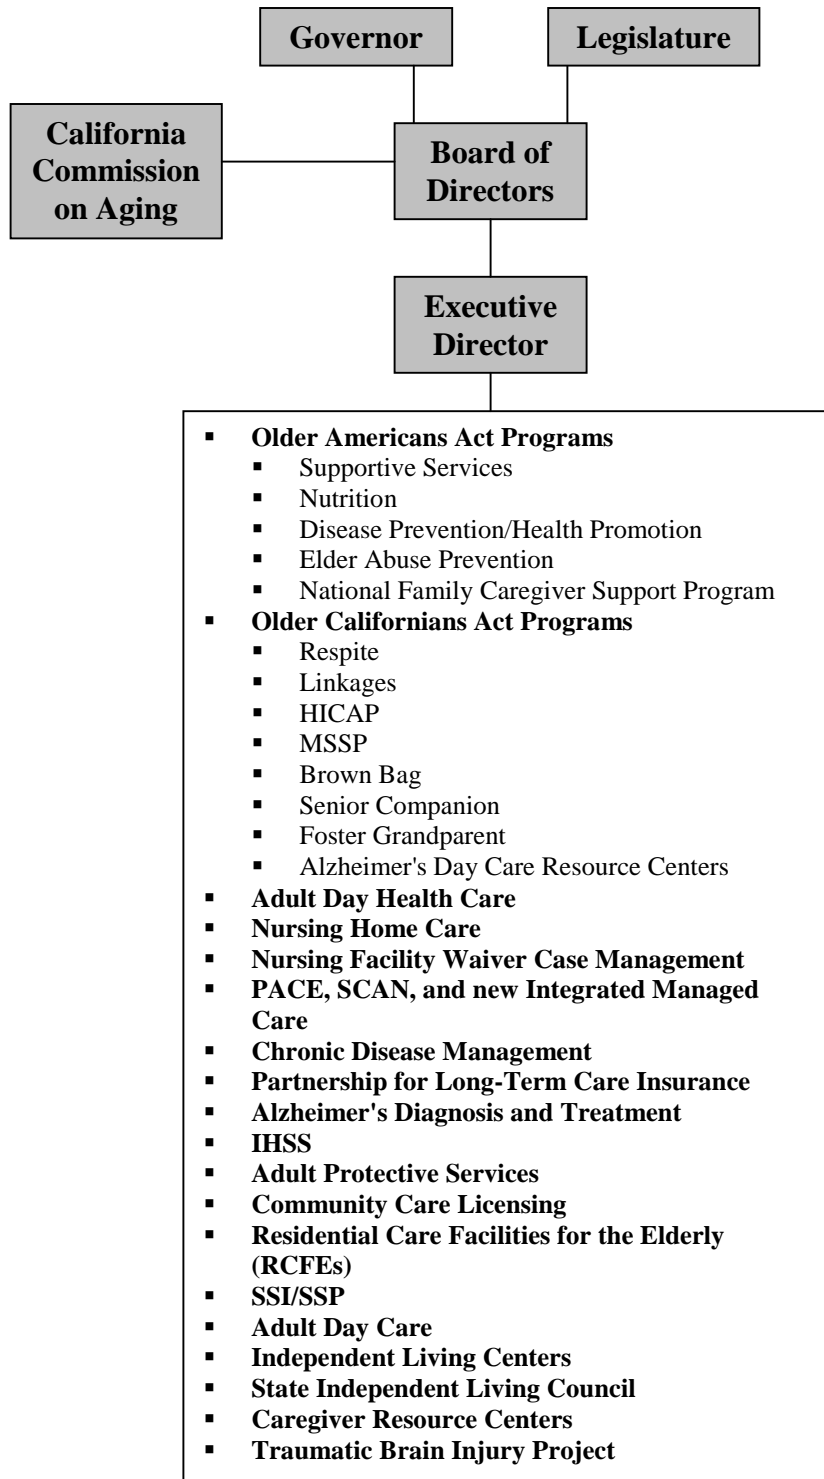 Governor
Legislature
California
Commission
on Aging
Board of
Directors
Executive
Director
▪ Older Americans Act Programs
▪ Supportive Services
▪ Nutrition
▪ Disease Prevention/Health Promotion
▪ Elder Abuse Prevention
▪ National Family Caregiver Support Program
▪ Older Californians Act Programs
▪ Respite
▪ Linkages
▪ HICAP
▪ MSSP
▪ Brown Bag
▪ Senior Companion
▪ Foster Grandparent
▪ Alzheimer's Day Care Resource Centers
▪ Adult Day Health Care
▪ Nursing Home Care
▪ Nursing Facility Waiver Case Management
▪ PACE, SCAN, and new Integrated Managed
Care
▪ Chronic Disease Management
▪ Partnership for Long-Term Care Insurance
▪ Alzheimer's Diagnosis and Treatment
▪ IHSS
▪ Adult Protective Services
▪ Community Care Licensing
▪ Residential Care Facilities for the Elderly
(RCFEs)
▪ SSI/SSP
▪ Adult Day Care
▪ Independent Living Centers
▪ State Independent Living Council
▪ Caregiver Resource Centers
▪ Traumatic Brain Injury Project